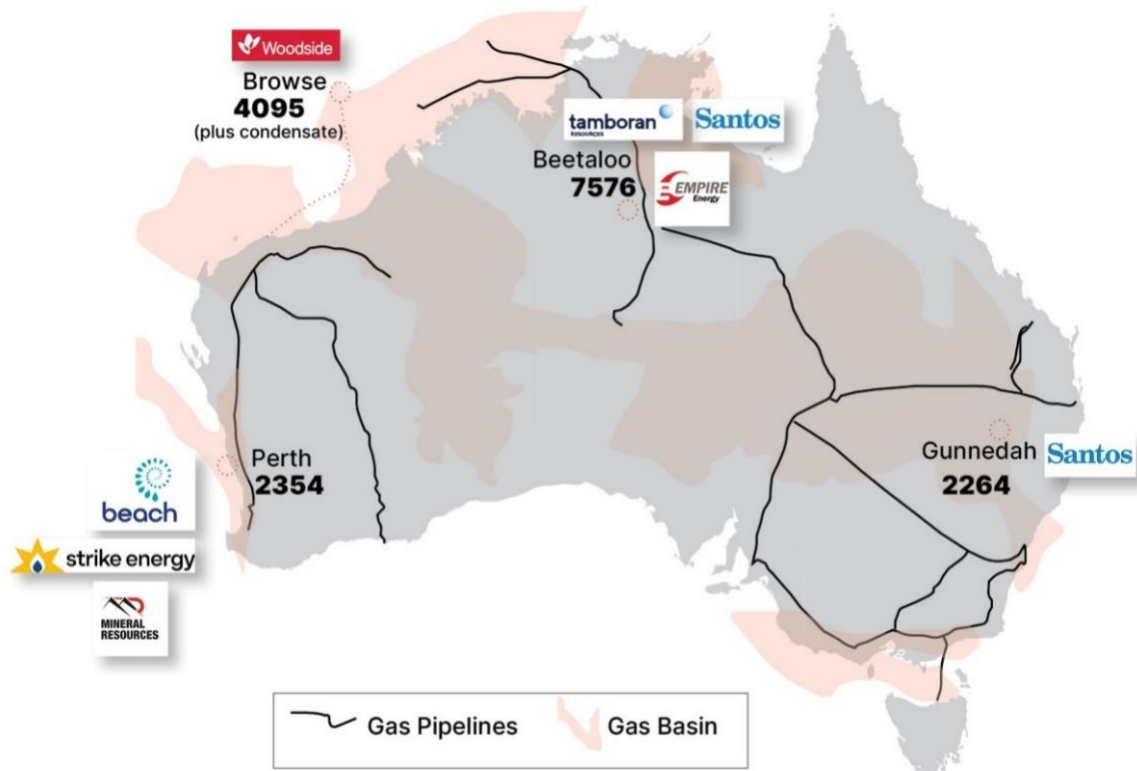 Woodside
Browse
4095
(plus condensate)
tamboran
RESOURCES
Santos
Beetaloo
7576
EMPIRE
Energy
Perth
2354
beach
strike energy
MINERAL
RESOURCES
Gunnedah
2264
Santos
Gas Pipelines
Gas Basin